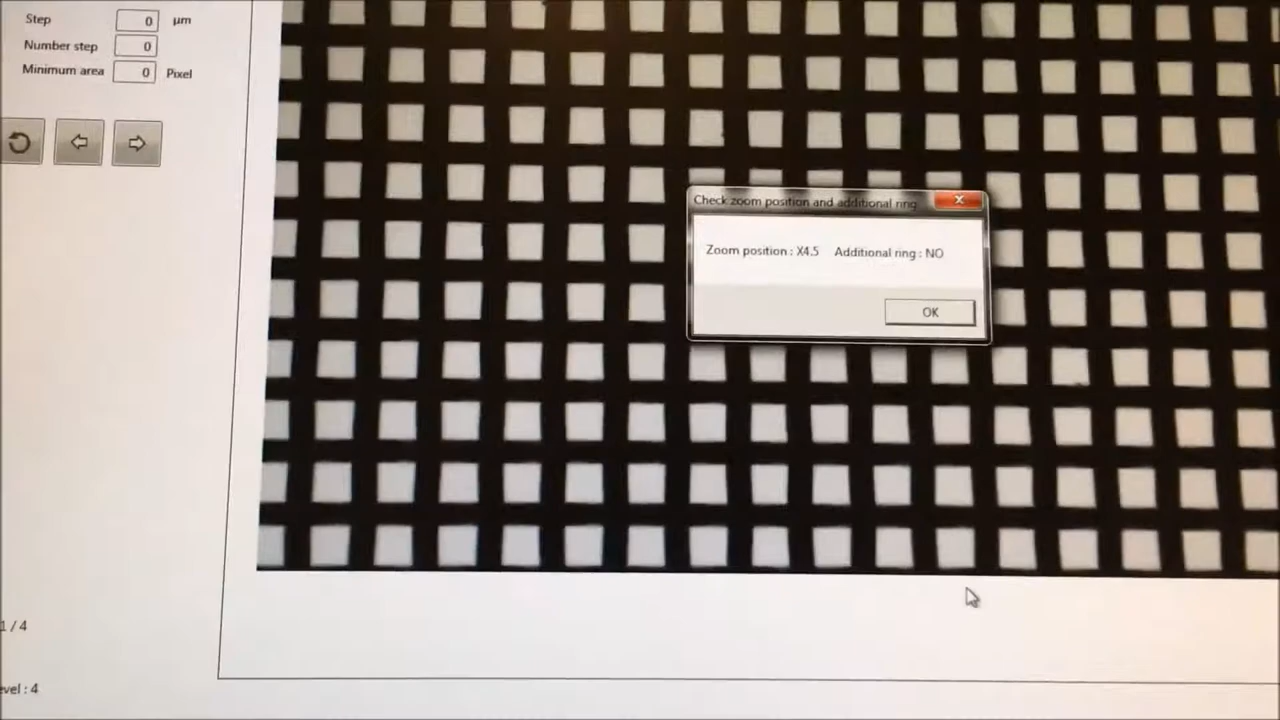 Step 0 µm
Number step 0
Minimum area 0 Pixel
Check zoom position and additional ring
Zoom position : X4.5 Additional ring : NO
OK
1 / 4
evel : 4